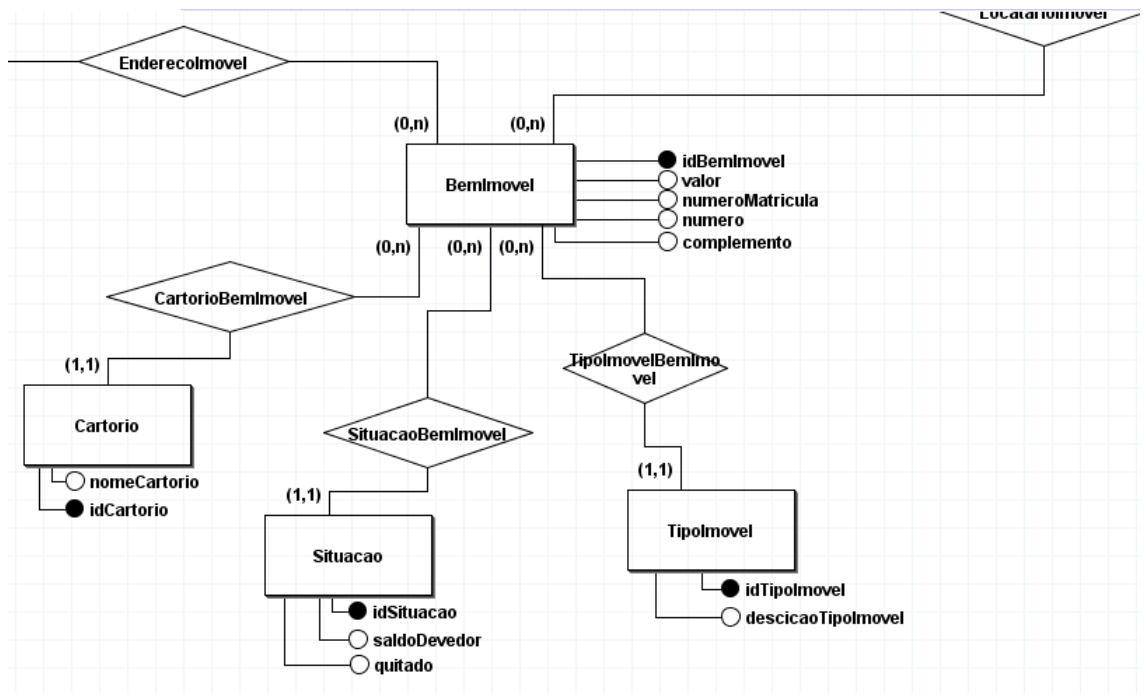 LocatarioImovel
EnderecoImovel
(0,n)
(0,n)
BemImovel
idBemImovel
valor
numeroMatricula
numero
complemento
(0,n)
(0,n)
(0,n)
CartorioBemImovel
(1,1)
TipoImovelBemImo
vel
Cartorio
SituacaoBemImovel
nomeCartorio
idCartorio
(1,1)
(1,1)
Situacao
TipoImovel
idSituacao
saldoDevedor
quitado
idTipoImovel
descicaoTipoImovel